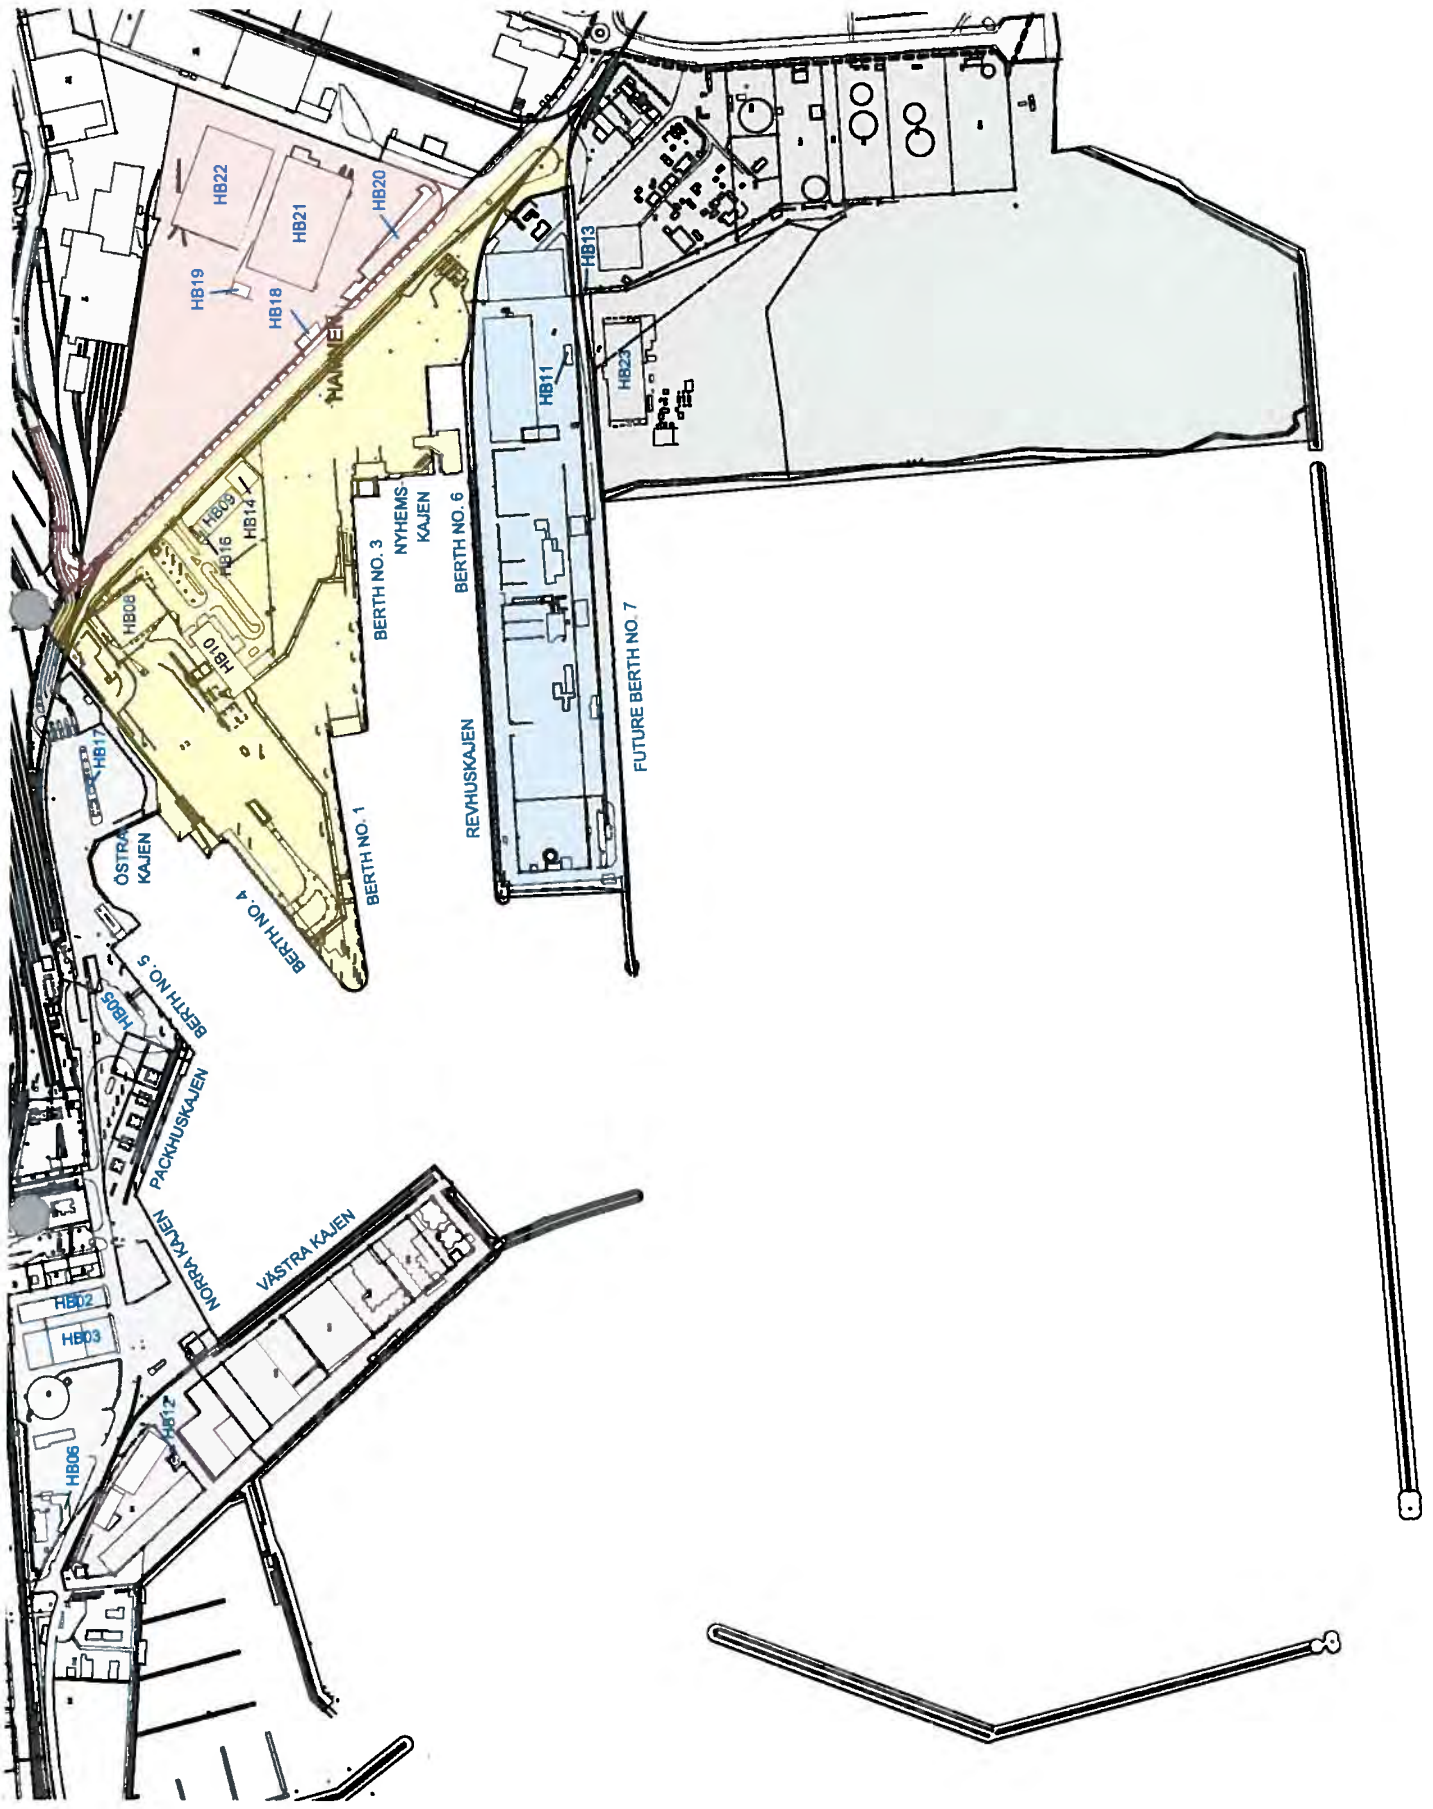 HB22
HB21
HB20
HB19
HB18
HAMNEN
HB13
HB11
HB23
HB09
HB14
HB16
HB08
HB10
NYHEMS-
KAJEN
BERTH NO. 3
BERTH NO. 6
FUTURE BERTH NO. 7
REVHUSKAJEN
HB17
ÖSTRA
KAJEN
BERTH NO. 1
BERTH NO. 4
BERTH NO. 5
HB05
PACKHUSKAJEN
NORRA KAJEN
VÄSTRA KAJEN
HB02
HB03
HB12
HB06